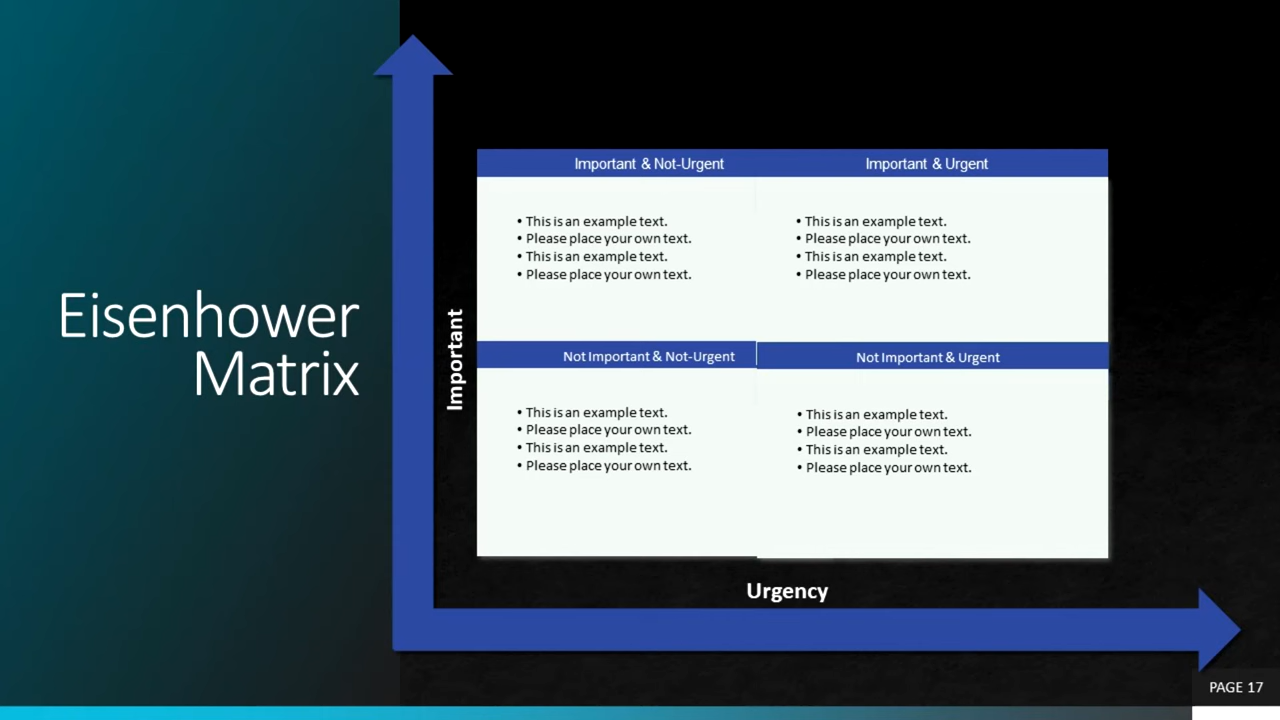 Eisenhower
Matrix
Important
Important & Not-Urgent
• This is an example text.
• Please place your own text.
• This is an example text.
• Please place your own text.
Important & Urgent
• This is an example text.
• Please place your own text.
• This is an example text.
• Please place your own text.
Not Important & Not-Urgent
• This is an example text.
• Please place your own text.
• This is an example text.
• Please place your own text.
Not Important & Urgent
• This is an example text.
• Please place your own text.
• This is an example text.
• Please place your own text.
Urgency
PAGE 17